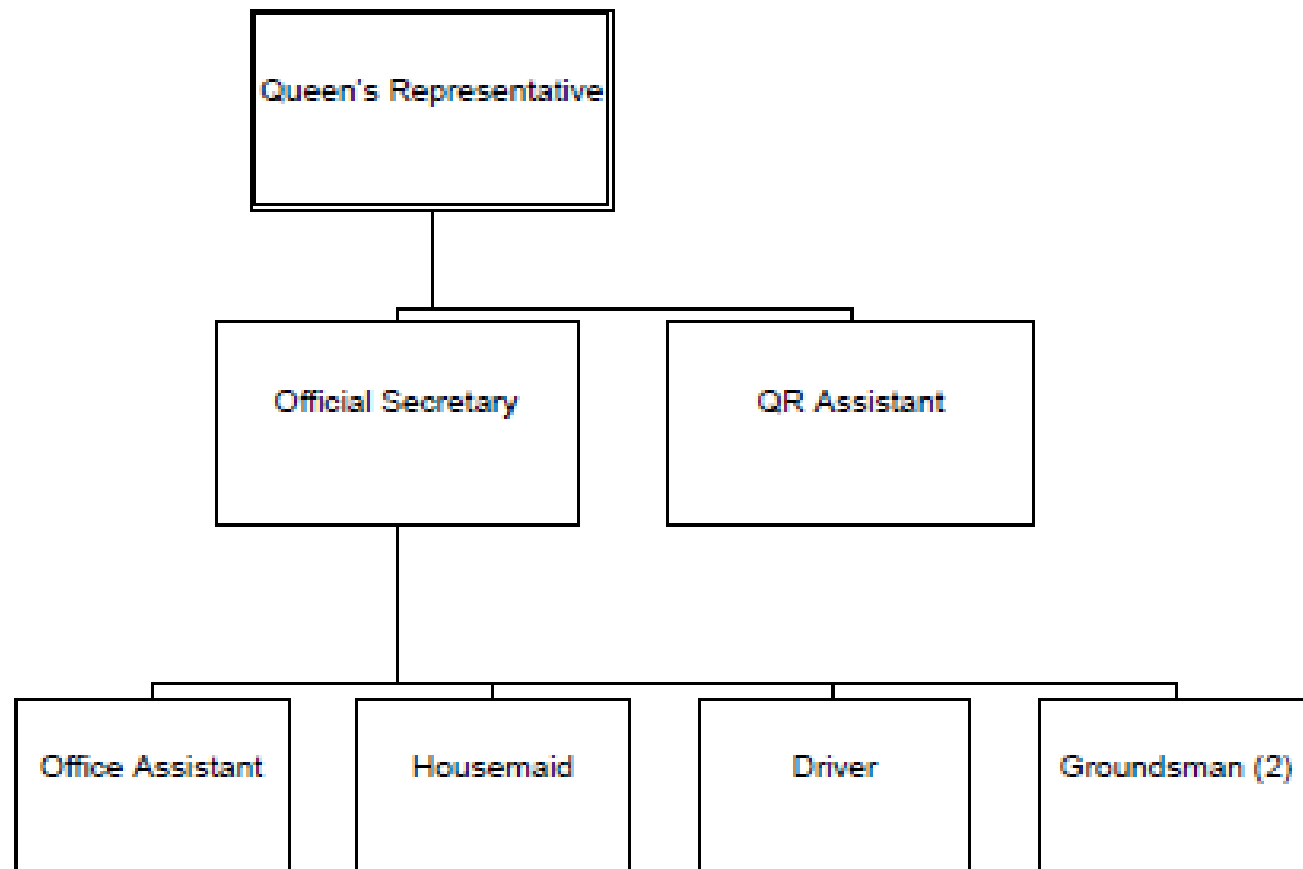 Queen's Representative
Official Secretary
QR Assistant
Office Assistant
Housemaid
Driver
Groundsman (2)